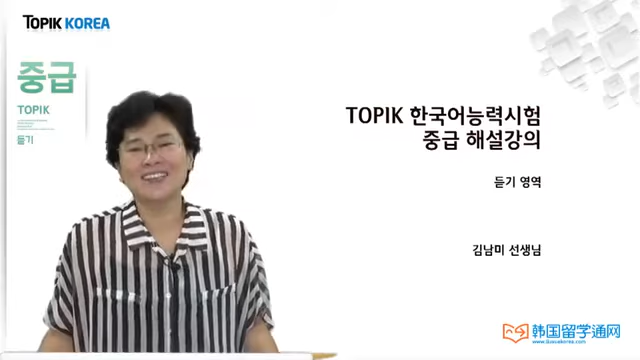 TOPIK KOREA
중급
TOPIK
듣기
TOPIK 한국어능력시험
중급 해설강의
듣기 영역
김남미 선생님
韩国留学通网